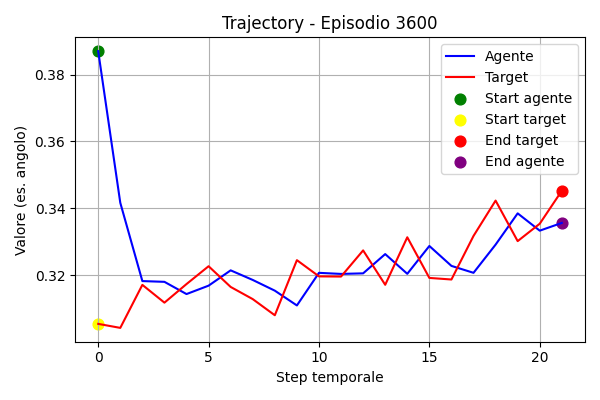 Trajectory - Episodio 3600
Agente
Target
Start agente
Start target
End target
End agente
Valore (es. angolo)
0.38
0.36
0.34
0.32
0
5
10
15
20
Step temporale